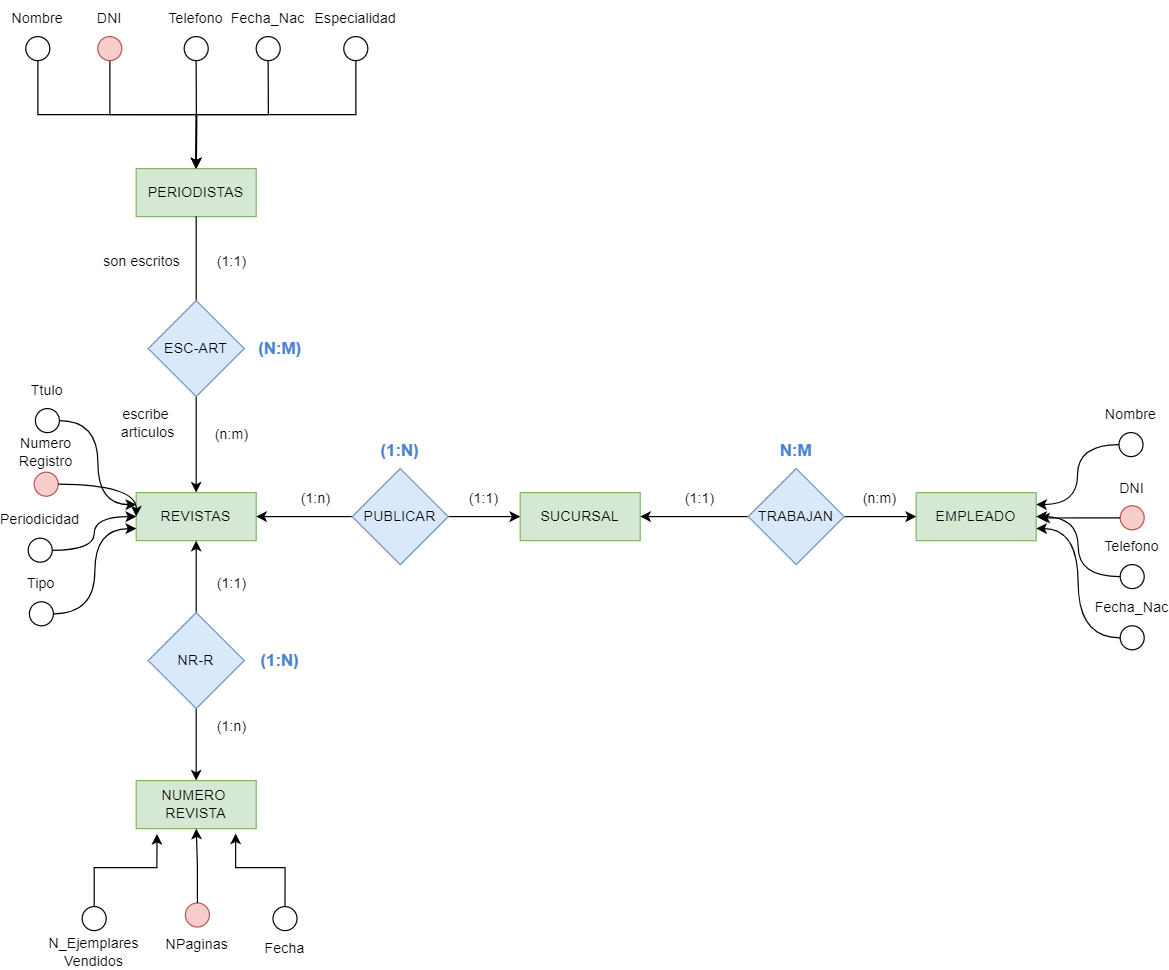 Nombre
DNI
Telefono
Fecha_Nac
Especialidad
PERIODISTAS
son escritos
(1:1)
ESC-ART
(N:M)
escribe
articulos
(n:m)
Ttulo
Numero
Registro
Periodicidad
Tipo
REVISTAS
(1:n)
(1:N)
PUBLICAR
(1:1)
SUCURSAL
(1:1)
N:M
TRABAJAN
(n:m)
EMPLEADO
Nombre
DNI
Telefono
Fecha_Nac
(1:1)
NR-R
(1:N)
(1:n)
NUMERO
REVISTA
N_Ejemplares
Vendidos
NPaginas
Fecha